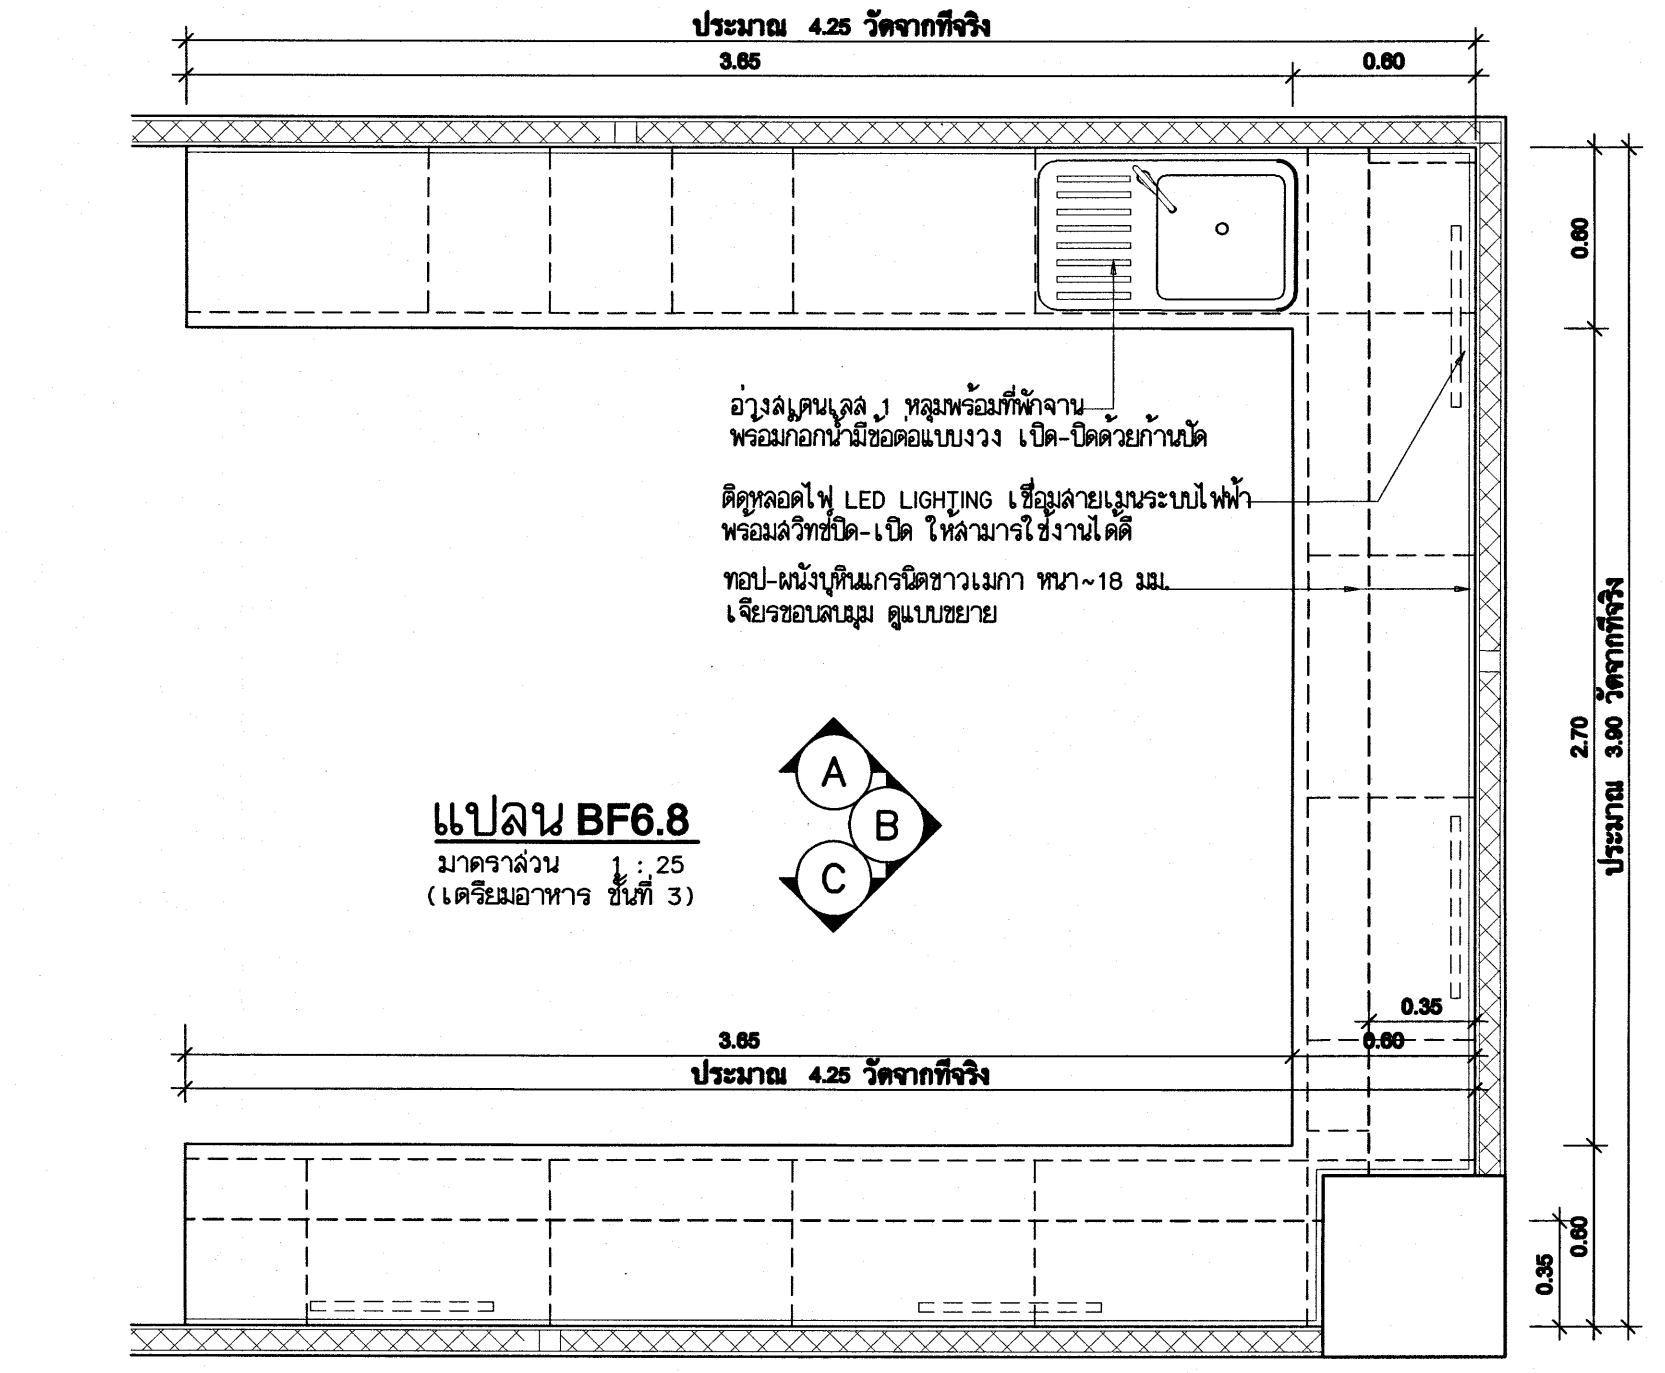 ประมาณ 4.25 วัดจากที่จริง
3.65
0.60
0.60
อ่างสเตนเลส 1 หลุมพร้อมที่พักจาน
พร้อมก๊อกน้ำมีข้อต่อแบบงวง เปิด-ปิดด้วยก้านปัด
ติดหลอดไฟ LED LIGHTING เชื่อมสายเมนระบบไฟฟ้า
พร้อมสวิทช์ปิด-เปิด ให้สามารถใช้งานได้ดี
ทอป-ผนังบุหินแกรนิตขาวเมกา หนา~18 มม.
เจียรขอบลบมุม ดูแบบขยาย
2.70
ประมาณ 3.90 วัดจากที่จริง
A
B
C
แปลน BF6.8
มาตราส่วน 1 : 25
(เตรียมอาหาร ชั้นที่ 3)
0.35
3.65
0.60
ประมาณ 4.25 วัดจากที่จริง
0.60
0.35